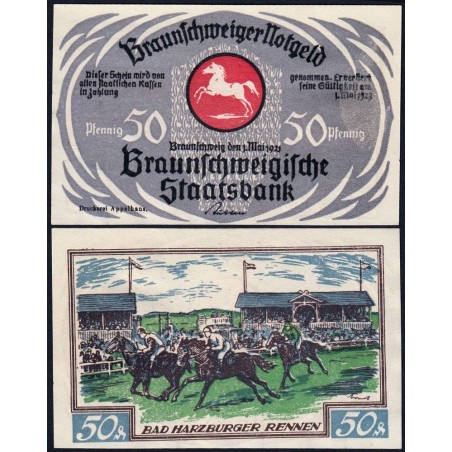 Braunschweiger Notgeld
Dieser Schein wird von
allen staatlichen Kassen
in Zahlung
genommen. Er verliert
seine Gültigkeit am
1. Mai 1923
Pfennig 50
50 Pfennig
Braunschweig den 1. Mai 1921
Braunschweigische
Staatsbank
Druckerei Appelhans.
50 ₰
BAD HARZBURGER RENNEN
50 ₰